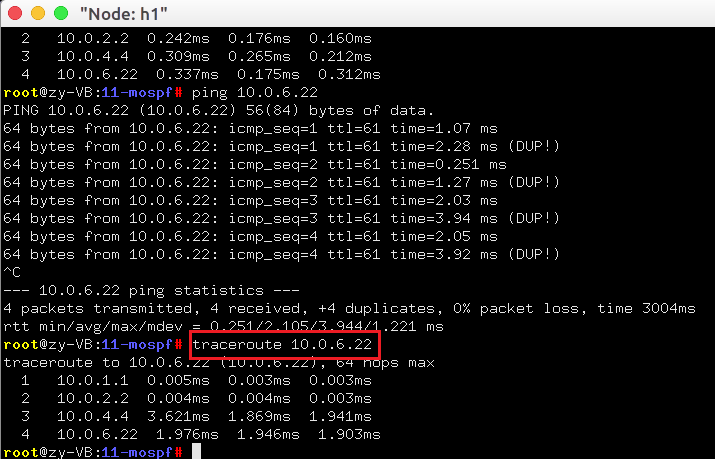 "Node: h1"
2 10.0.2.2 0.242ms 0.176ms 0.160ms
3 10.0.4.4 0.309ms 0.265ms 0.212ms
4 10.0.6.22 0.337ms 0.175ms 0.312ms
root@zy-VB:11-mospf# ping 10.0.6.22
PING 10.0.6.22 (10.0.6.22) 56(84) bytes of data.
64 bytes from 10.0.6.22: icmp_seq=1 ttl=61 time=1.07 ms
64 bytes from 10.0.6.22: icmp_seq=1 ttl=61 time=2.28 ms (DUP!)
64 bytes from 10.0.6.22: icmp_seq=2 ttl=61 time=0.251 ms
64 bytes from 10.0.6.22: icmp_seq=2 ttl=61 time=1.27 ms (DUP!)
64 bytes from 10.0.6.22: icmp_seq=3 ttl=61 time=2.03 ms
64 bytes from 10.0.6.22: icmp_seq=3 ttl=61 time=3.94 ms (DUP!)
64 bytes from 10.0.6.22: icmp_seq=4 ttl=61 time=2.05 ms
64 bytes from 10.0.6.22: icmp_seq=4 ttl=61 time=3.92 ms (DUP!)
^C
--- 10.0.6.22 ping statistics ---
4 packets transmitted, 4 received, +4 duplicates, 0% packet loss, time 3004ms
rtt min/avg/max/mdev = 0.251/2.105/3.944/1.221 ms
root@zy-VB:11-mospf# traceroute 10.0.6.22
traceroute to 10.0.6.22 (10.0.6.22), 64 hops max
1 10.0.1.1 0.005ms 0.003ms 0.003ms
2 10.0.2.2 0.004ms 0.004ms 0.003ms
3 10.0.4.4 3.621ms 1.869ms 1.941ms
4 10.0.6.22 1.976ms 1.946ms 1.903ms
root@zy-VB:11-mospf#